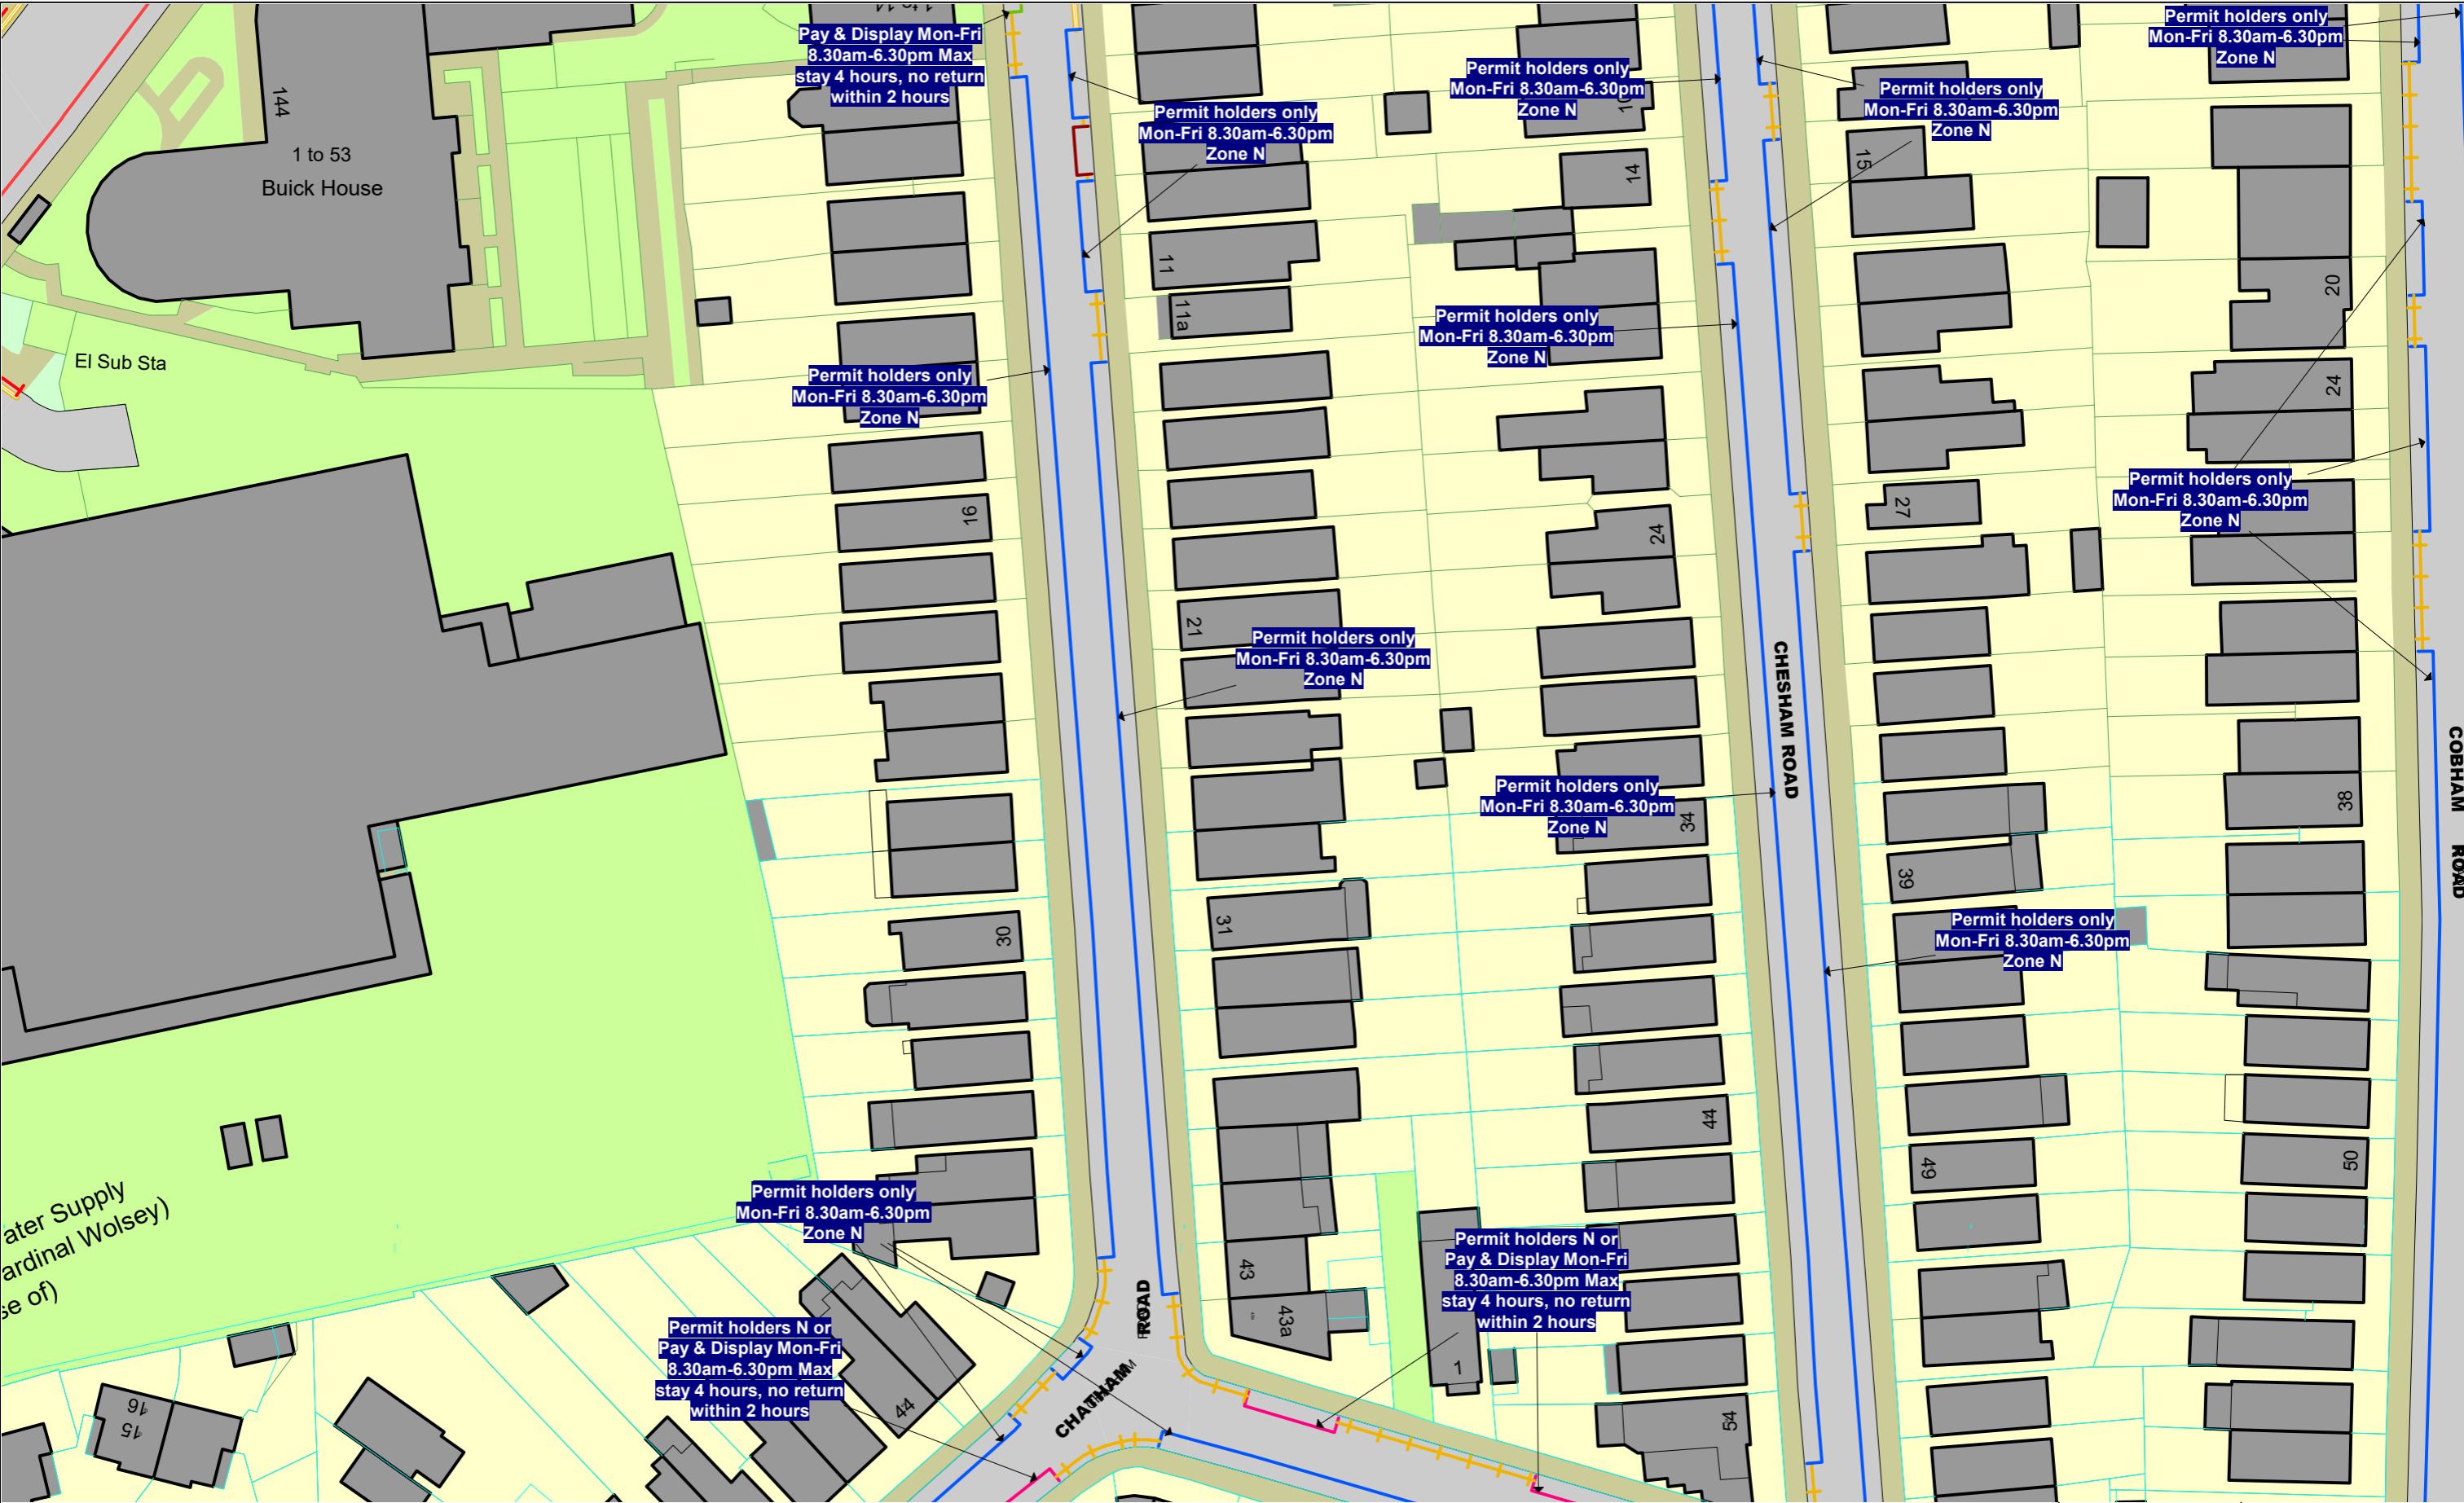 Pay & Display Mon-Fri
8.30am-6.30pm Max
stay 4 hours, no return
within 2 hours
Permit holders only
Mon-Fri 8.30am-6.30pm
Zone N
Permit holders only
Mon-Fri 8.30am-6.30pm
Zone N
Permit holders only
Mon-Fri 8.30am-6.30pm
Zone N
Permit holders only
Mon-Fri 8.30am-6.30pm
Zone N
144
1 to 53
Buick House
El Sub Sta
10
14
15
11
11a
20
24
Permit holders only
Mon-Fri 8.30am-6.30pm
Zone N
Permit holders only
Mon-Fri 8.30am-6.30pm
Zone N
Permit holders only
Mon-Fri 8.30am-6.30pm
Zone N
16
24
27
21
Permit holders only
Mon-Fri 8.30am-6.30pm
Zone N
CHESHAM ROAD
COBHAM
ROAD
Permit holders only
Mon-Fri 8.30am-6.30pm
Zone N
34
38
39
31
30
Permit holders only
Mon-Fri 8.30am-6.30pm
Zone N
44
49
50
ater Supply
ardinal Wolsey)
se of)
Permit holders only
Mon-Fri 8.30am-6.30pm
Zone N
Permit holders N or
Pay & Display Mon-Fri
8.30am-6.30pm Max
stay 4 hours, no return
within 2 hours
43
43a
1
54
Permit holders N or
Pay & Display Mon-Fri
8.30am-6.30pm Max
stay 4 hours, no return
within 2 hours
44
16
15
CHATHAM
ROAD